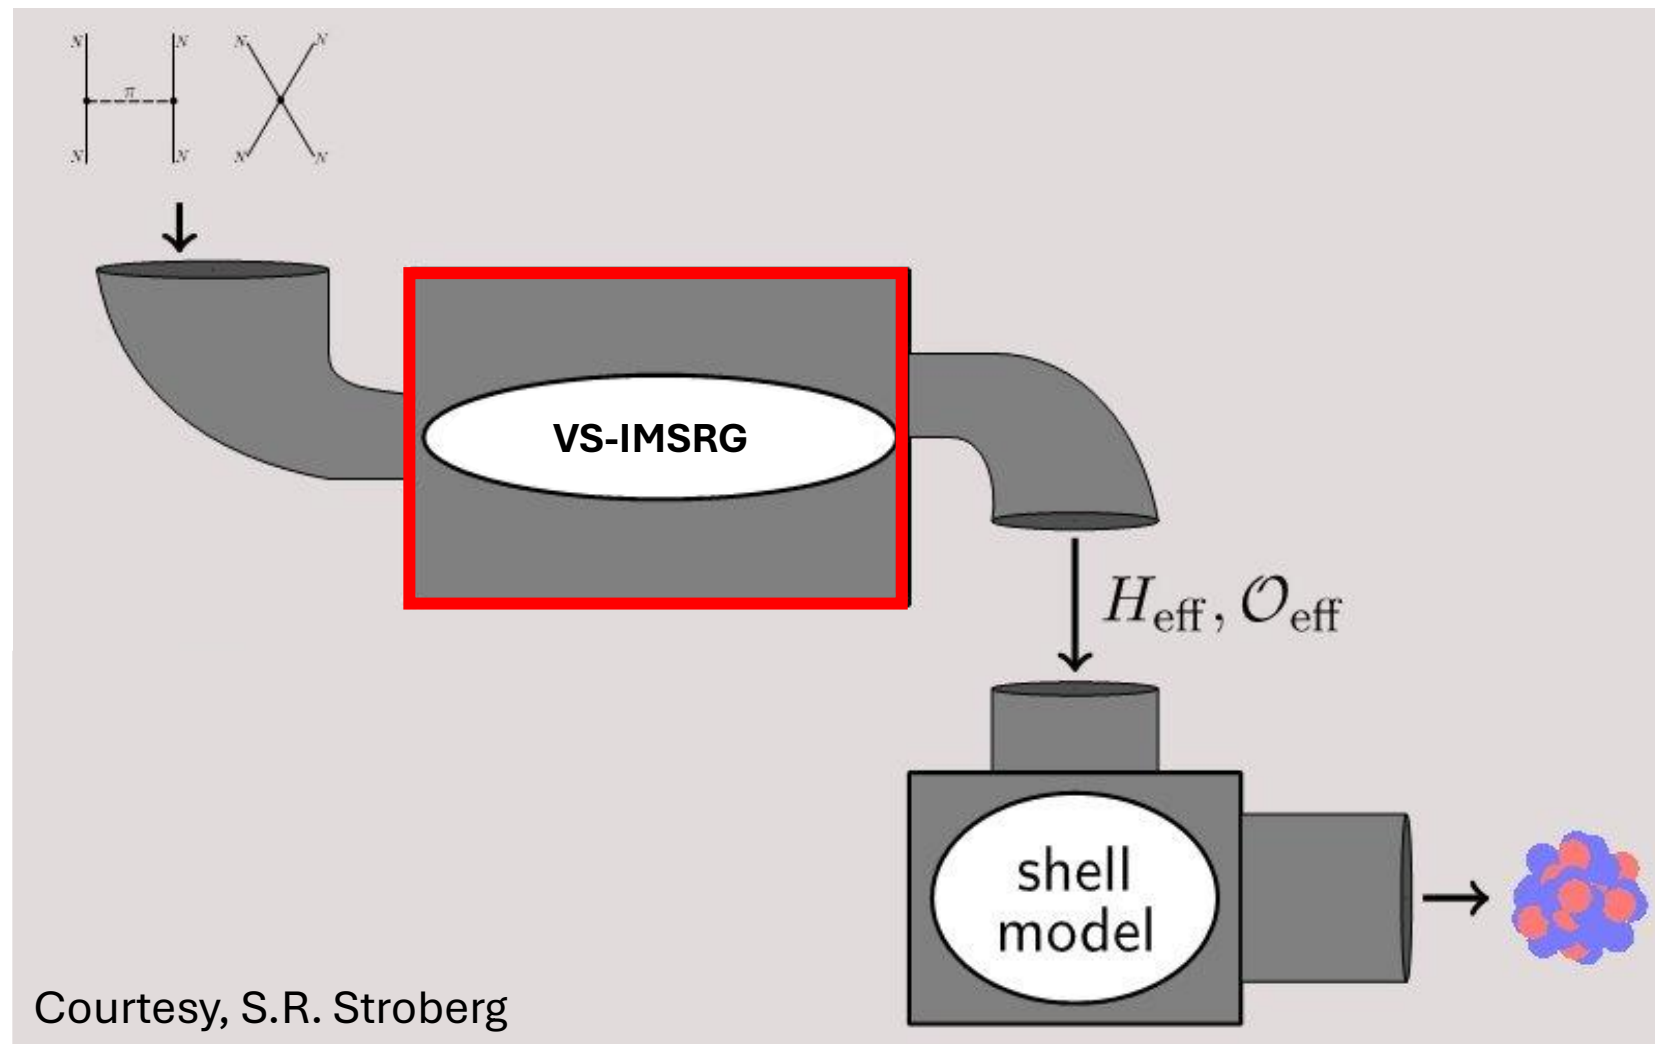 N N N N
π
N N N N
VS-IMSRG
H_eff, 𝒪_eff
shell
model
Courtesy, S.R. Stroberg